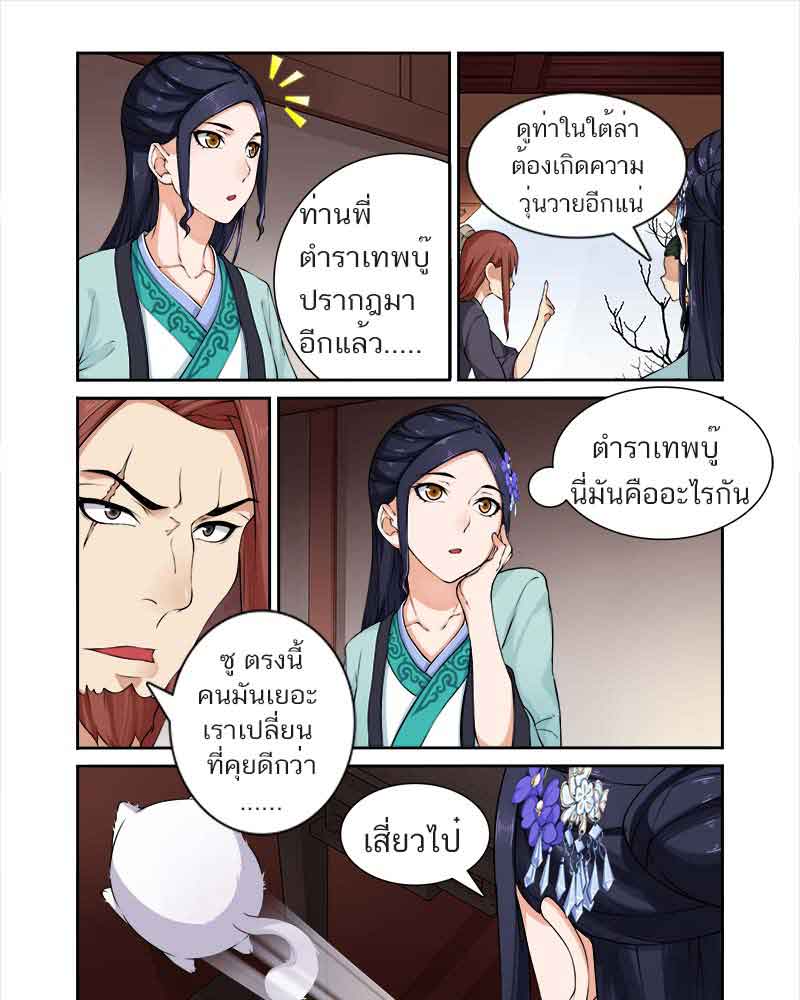 ท่านพี่
ตำราเทพบู๊
ปรากฎมา
อีกแล้ว.....
ดูท่าในใต้ล่า
ต้องเกิดความ
วุ่นวายอีกแน่
ตำราเทพบู๊
นี่มันคืออะไรกัน
ซู ตรงนี้
คนมันเยอะ
เราเปลี่ยน
ที่คุยดีกว่า
......
เสี่ยวไป๋